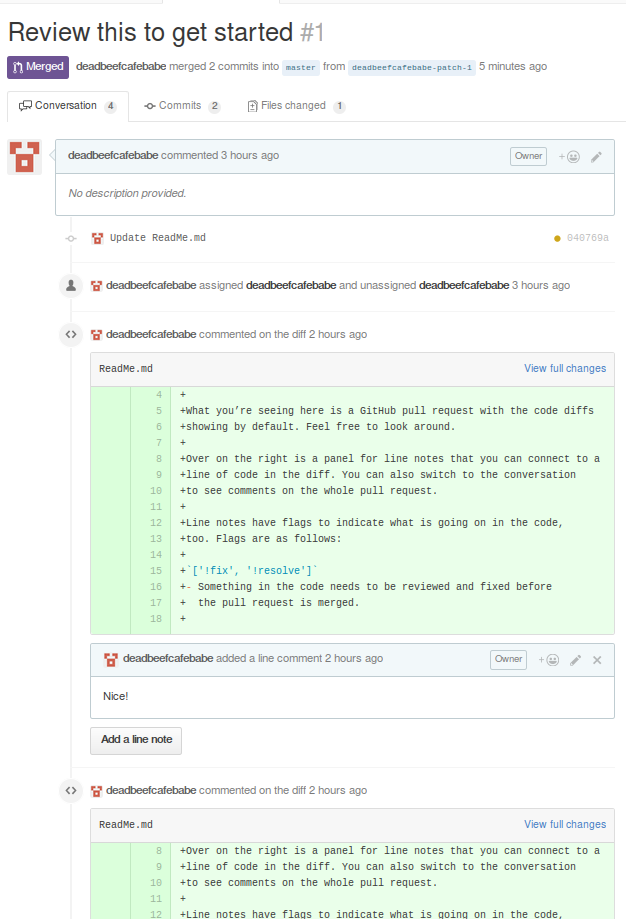 Review this to get started #1
Merged deadbeefcafebabe merged 2 commits into master from deadbeefcafebabe-patch-1 5 minutes ago
Conversation 4 Commits 2 Files changed 1
deadbeefcafebabe commented 3 hours ago Owner +
No description provided.
Update ReadMe.md 040769a
deadbeefcafebabe assigned deadbeefcafebabe and unassigned deadbeefcafebabe 3 hours ago
<> deadbeefcafebabe commented on the diff 2 hours ago
ReadMe.md View full changes
4 +
5 +What you're seeing here is a GitHub pull request with the code diffs
6 +showing by default. Feel free to look around.
7 +
8 +Over on the right is a panel for line notes that you can connect to a
9 +line of code in the diff. You can also switch to the conversation
10 +to see comments on the whole pull request.
11 +
12 +Line notes have flags to indicate what is going on in the code,
13 +too. Flags are as follows:
14 +
15 +`['!fix', '!resolve']`
16 +- Something in the code needs to be reviewed and fixed before
17 +  the pull request is merged.
18 +
deadbeefcafebabe added a line comment 2 hours ago Owner +
Nice!
Add a line note
<> deadbeefcafebabe commented on the diff 2 hours ago
ReadMe.md View full changes
8 +Over on the right is a panel for line notes that you can connect to a
9 +line of code in the diff. You can also switch to the conversation
10 +to see comments on the whole pull request.
11 +
12 +Line notes have flags to indicate what is going on in the code,